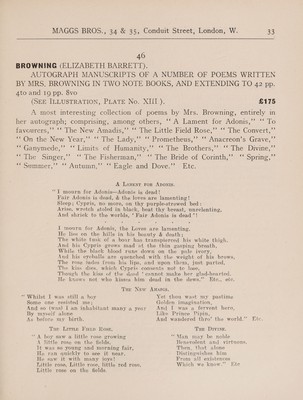 MAGGS BROS., 34 & 35, Conduit Street, London, W. 33
46
BROWNING (ELIZABETH BARRETT).
AUTOGRAPH MANUSCRIPTS OF A NUMBER OF POEMS WRITTEN
BY MRS. BROWNING IN TWO NOTE BOOKS, AND EXTENDING TO 42 pp.
4to and 19 pp. 8vo
(SEE ILLUSTRATION, PLATE NO. XIII). £175
A most interesting collection of poems by Mrs. Browning, entirely in
her autograph; comprising, among others, "A Lament for Adonis," "To
favourers," "The New Amadis," "The Little Field Rose," "The Convert,"
"On the New Year," "The Lady," "Prometheus," "Anacreon's Grave,"
"Ganymede," "Limits of Humanity," "The Brothers," "The Divine,"
"The Singer," "The Fisherman," "The Bride of Corinth," "Spring,"
"Summer," "Autumn," "Eagle and Dove." Etc.
A LAMENT FOR ADONIS.
"I mourn for Adonis—Adonis is dead!
Fair Adonis is dead, & the loves are lamenting!
Sleep, Cypris, no more, on thy purple-strewed bed:
Arise, wretch stoled in black, beat thy breast, unrelenting,
And shriek to the worlds, 'Fair Adonis is dead'!
I mourn for Adonis, the Loves are lamenting.
He lies on the hills in his beauty & death;
The white tusk of a boar has transpierced his white thigh.
And his Cypris grows mad at the thin gasping breath,
While the black blood runs down on the pale ivory,
And his eyeballs are quenched with the weight of his brows,
The rose fades from his lips, and upon them, just parted,
The kiss dies, which Cypris consents not to lose,
Though the kiss of the dead cannot make her glad-hearted.
He knows not who kisses him dead in the dews." Etc., etc.
THE NEW AMADIS.
"Whilst I was still a boy
Some one enisled me;
And so twenty I an inhabitant many a year
By myself alone
As before my birth.
Yet thou wast my pastime
Golden imagination,
And I was a fervent hero,
Like Prince Pipin,
And wandered thro' the world." Etc.
THE LITTLE FIELD ROSE.
"A boy saw a little rose growing
A little rose on the fields.
It was so young and morning fair,
He ran quickly to see it near.
He saw it with many joys!
Little rose, Little rose, little red rose,
Little rose on the fields.
THE DIVINE.
"Man may be noble
Benevolent and virtuous.
Then, that alone
Distinguishes him
From all existences
Which we know." Etc